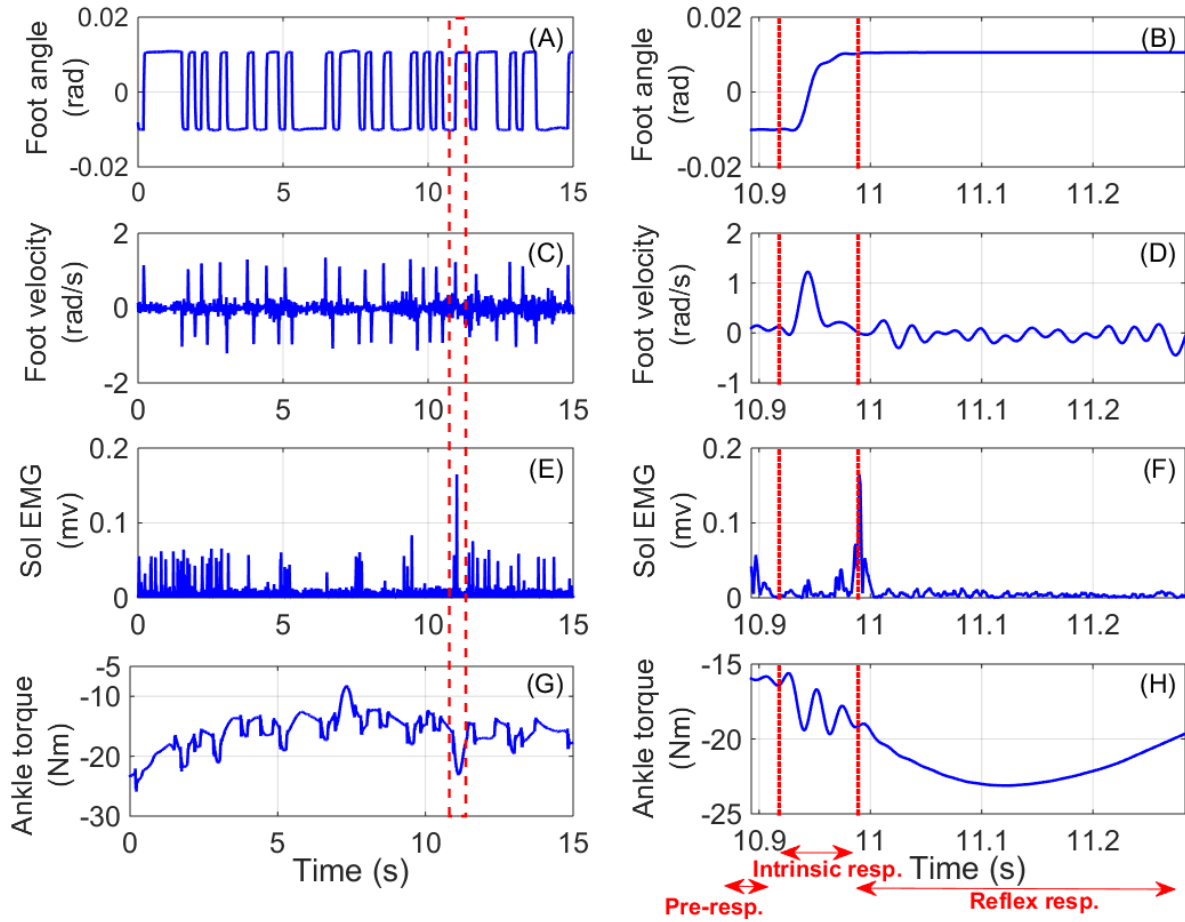 0.02
0
-0.02
Foot angle
(rad)
(A)
0 5 10 15
0.02
0
-0.02
Foot angle
(rad)
(B)
10.9 11 11.1 11.2
2
0
-2
Foot velocity
(rad/s)
(C)
0 5 10 15
2
1
0
-1
Foot velocity
(rad/s)
(D)
10.9 11 11.1 11.2
0.2
0.1
0
Sol EMG
(mv)
(E)
0 5 10 15
0.2
0.1
0
Sol EMG
(mv)
(F)
10.9 11 11.1 11.2
-5
-10
-20
-30
Ankle torque
(Nm)
(G)
0 5 10 15
Time (s)
-15
-20
-25
Ankle torque
(Nm)
(H)
10.9 11 11.1 11.2
Intrinsic resp. Time (s)
Pre-resp. Reflex resp.